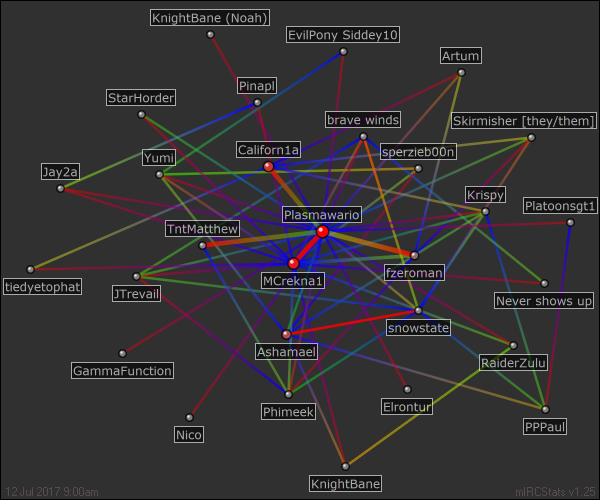 KnightBane (Noah)
EvilPony Siddey10
Artum
Pinapl
StarHorder
brave winds
Skirmisher [they/them]
Californ1a
sperzieb00n
Yumi
Jay2a
Krispy
Platoonsgt1
Plasmawario
TntMatthew
tiedyetophat
MCrekna1
fzeroman
JTrevail
Never shows up
snowstate
Ashamael
RaiderZulu
GammaFunction
Phimeek
Elrontur
PPPaul
Nico
KnightBane
12 Jul 2017 9:00am
mIRCStats v1.25